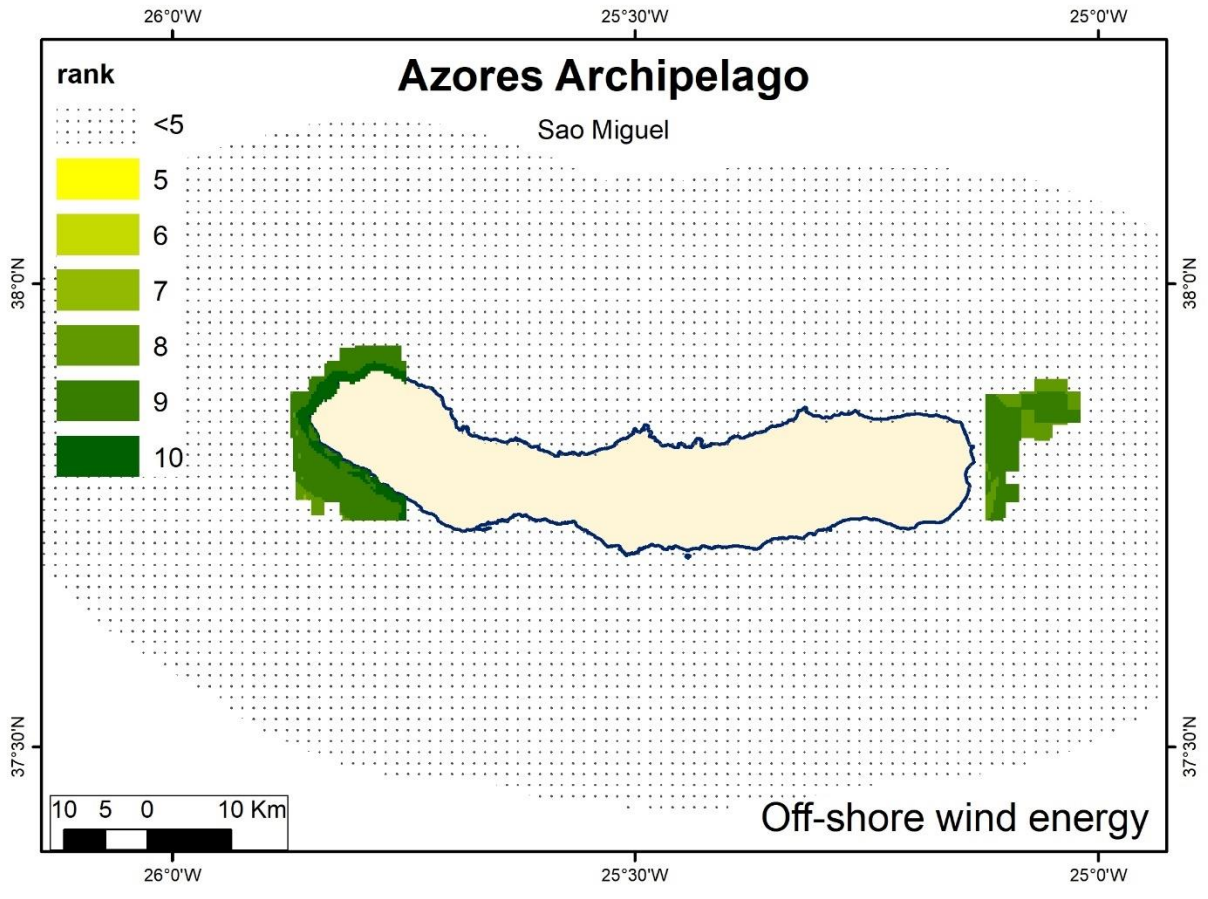 26°0'W 25°30'W 25°0'W
rank
Azores Archipelago
Sao Miguel
<5
5
6
7
8
9
10
38°0'N
38°0'N
37°30'N
37°30'N
10 5 0 10 Km
Off-shore wind energy
26°0'W 25°30'W 25°0'W